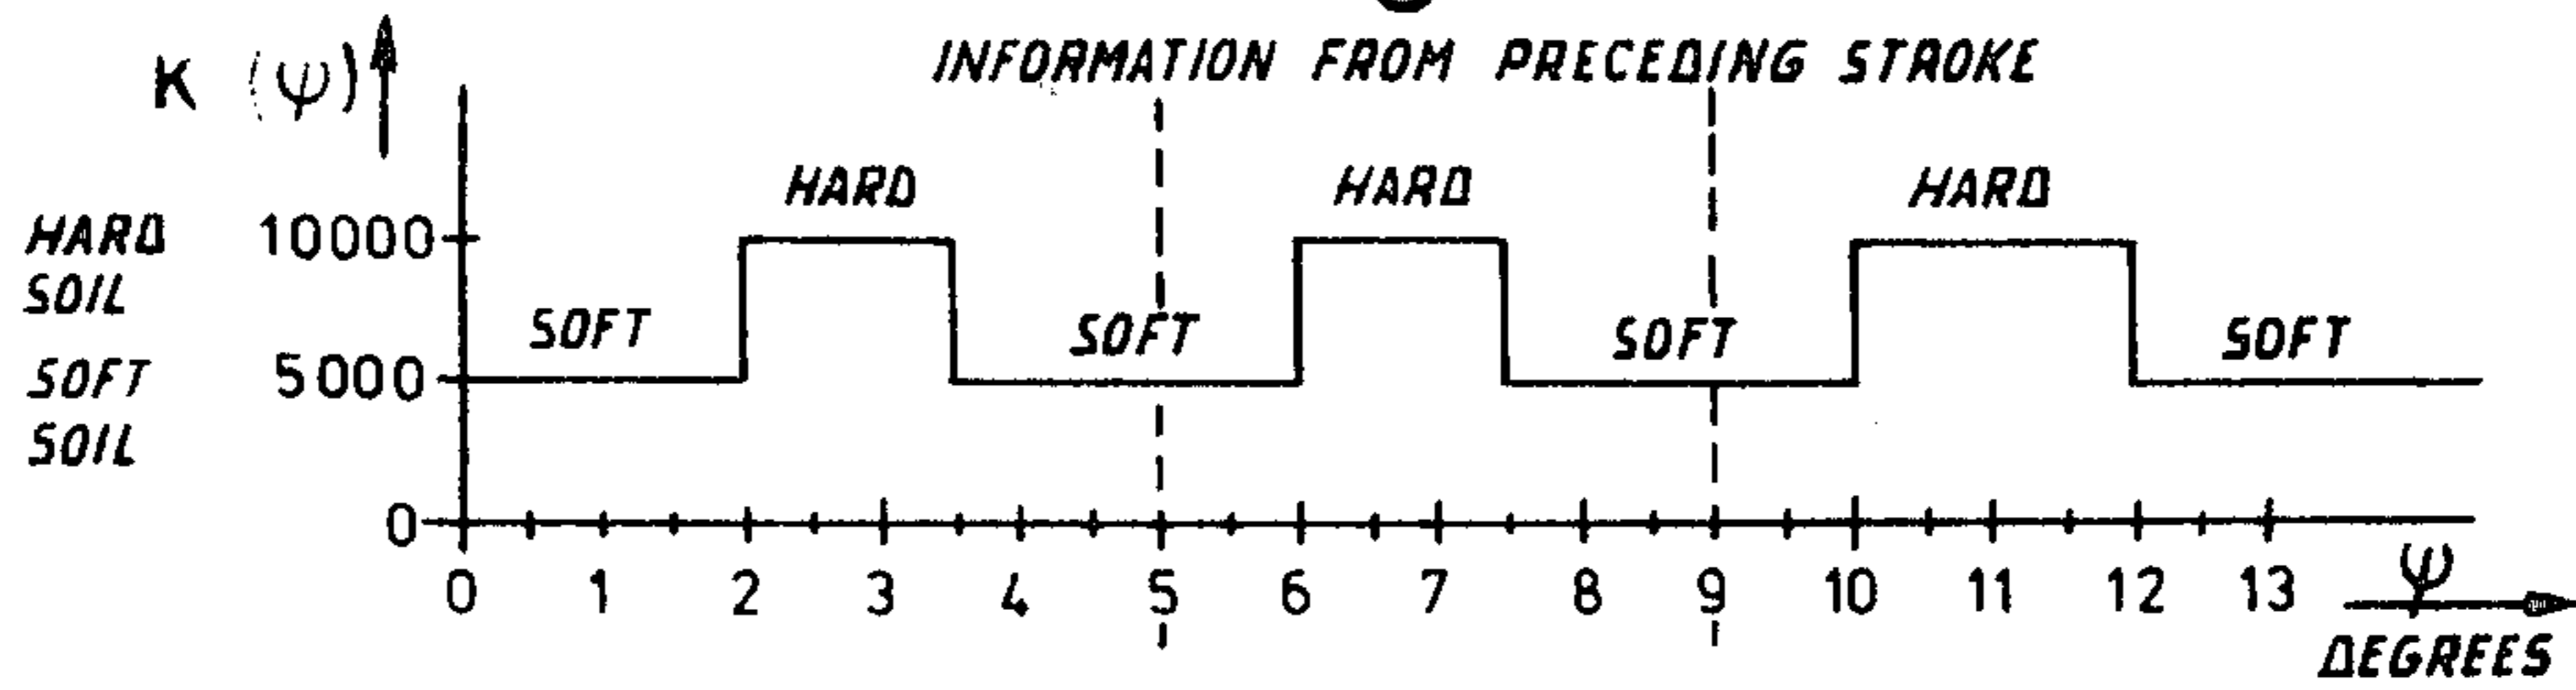 INFORMATION FROM PRECEDING STROKE
K (ψ)
HARD HARD HARD
HARD SOIL 10000
SOFT SOFT SOFT SOFT
SOFT SOIL 5000
0
0 1 2 3 4 5 6 7 8 9 10 11 12 13 ψ
DEGREES